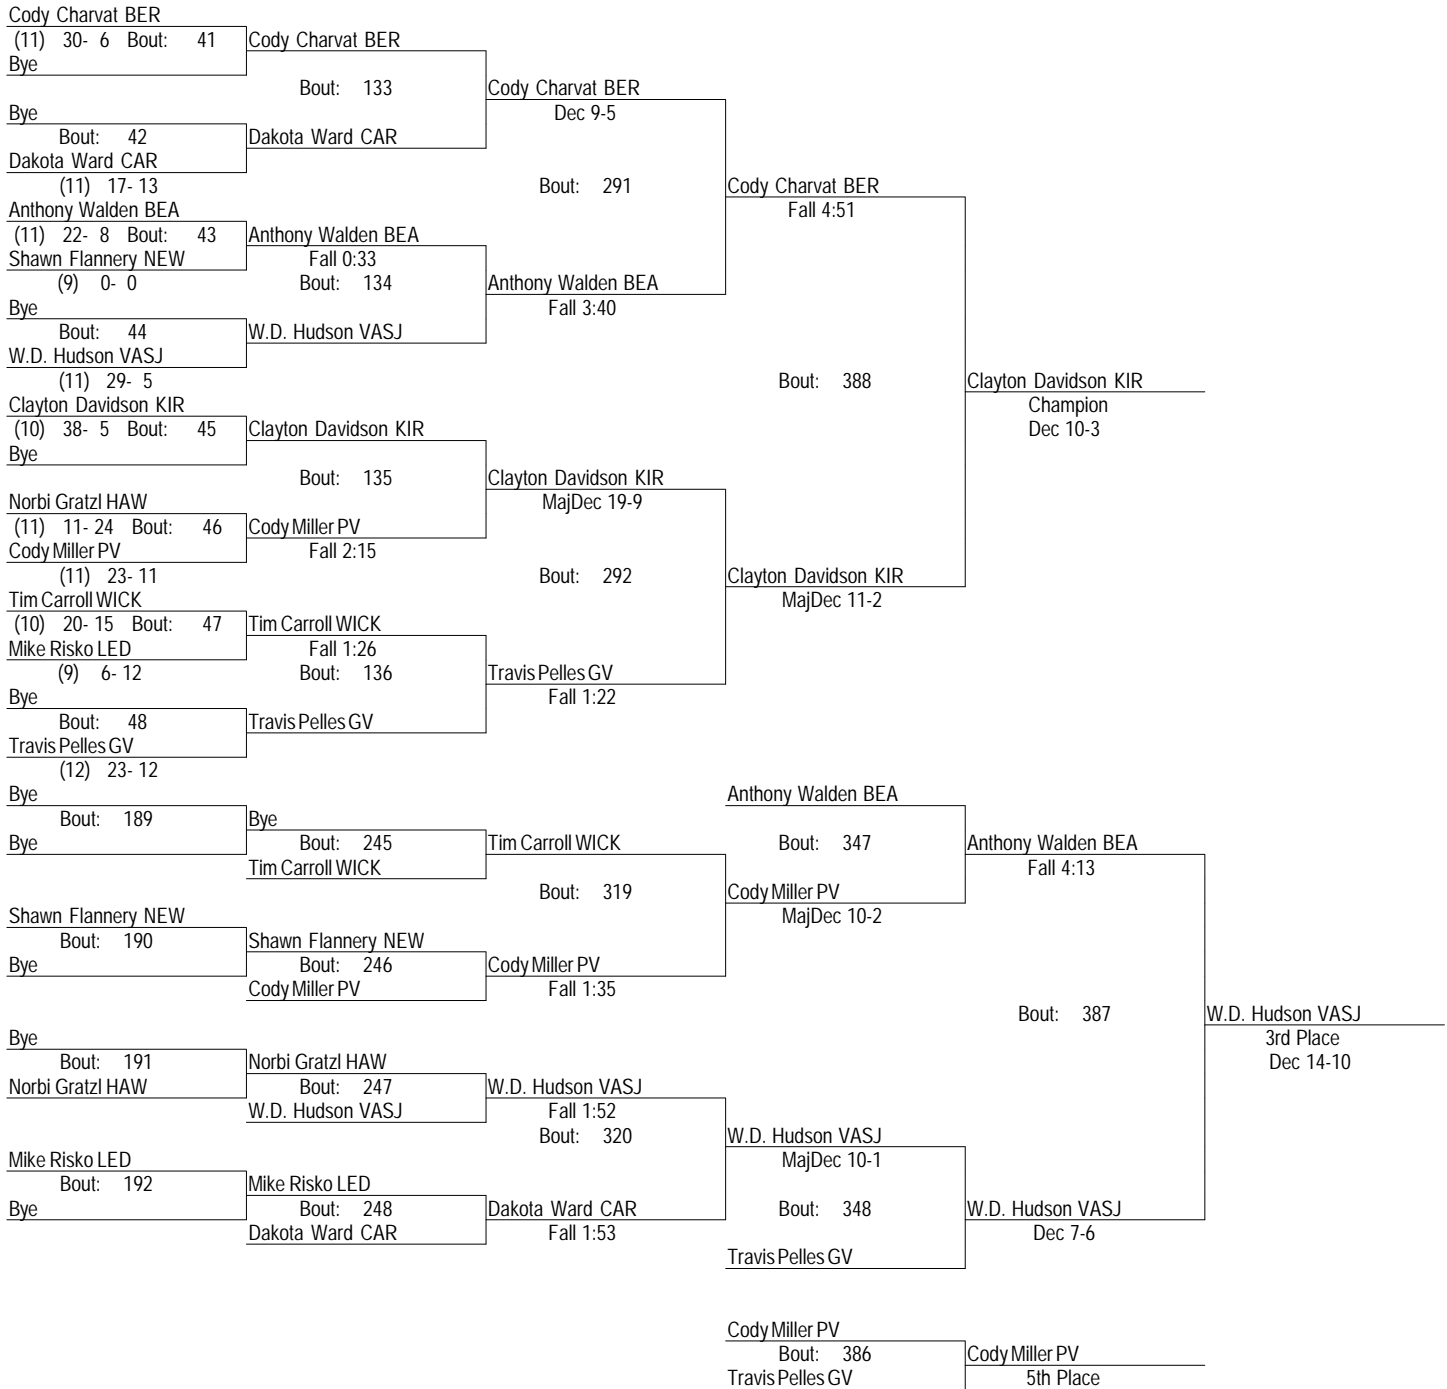 Cody Charvat BER
(11) 30- 6 Bout: 41 Cody Charvat BER
Bye
Bout: 133 Cody Charvat BER
Bye Dec 9-5
Bout: 42 Dakota Ward CAR
Dakota Ward CAR
(11) 17- 13 Bout: 291 Cody Charvat BER
Anthony Walden BEA Fall 4:51
(11) 22- 8 Bout: 43 Anthony Walden BEA
Shawn Flannery NEW Fall 0:33
(9) 0- 0 Bout: 134 Anthony Walden BEA
Bye Fall 3:40
Bout: 44 W.D. Hudson VASJ
W.D. Hudson VASJ
(11) 29- 5 Bout: 388 Clayton Davidson KIR
Clayton Davidson KIR Champion
(10) 38- 5 Bout: 45 Clayton Davidson KIR Dec 10-3
Bye
Bout: 135 Clayton Davidson KIR
Norbi Gratzl HAW MajDec 19-9
(11) 11- 24 Bout: 46 Cody Miller PV
Cody Miller PV Fall 2:15
(11) 23- 11 Bout: 292 Clayton Davidson KIR
Tim Carroll WICK MajDec 11-2
(10) 20- 15 Bout: 47 Tim Carroll WICK
Mike Risko LED Fall 1:26
(9) 6- 12 Bout: 136 Travis Pelles GV
Bye Fall 1:22
Bout: 48 Travis Pelles GV
Travis Pelles GV
(12) 23- 12
Bye Anthony Walden BEA
Bout: 189 Bye
Bye Bout: 245 Tim Carroll WICK Bout: 347 Anthony Walden BEA
Tim Carroll WICK Fall 4:13
Bout: 319 Cody Miller PV
Shawn Flannery NEW MajDec 10-2
Bout: 190 Shawn Flannery NEW
Bye Bout: 246 Cody Miller PV
Cody Miller PV Fall 1:35
Bout: 387 W.D. Hudson VASJ
Bye 3rd Place
Bout: 191 Norbi Gratzl HAW Dec 14-10
Norbi Gratzl HAW Bout: 247 W.D. Hudson VASJ
W.D. Hudson VASJ Fall 1:52
Bout: 320 W.D. Hudson VASJ
Mike Risko LED MajDec 10-1
Bout: 192 Mike Risko LED
Bye Bout: 248 Dakota Ward CAR Bout: 348 W.D. Hudson VASJ
Dakota Ward CAR Fall 1:53 Dec 7-6
Travis Pelles GV
Cody Miller PV
Bout: 386 Cody Miller PV
Travis Pelles GV 5th Place